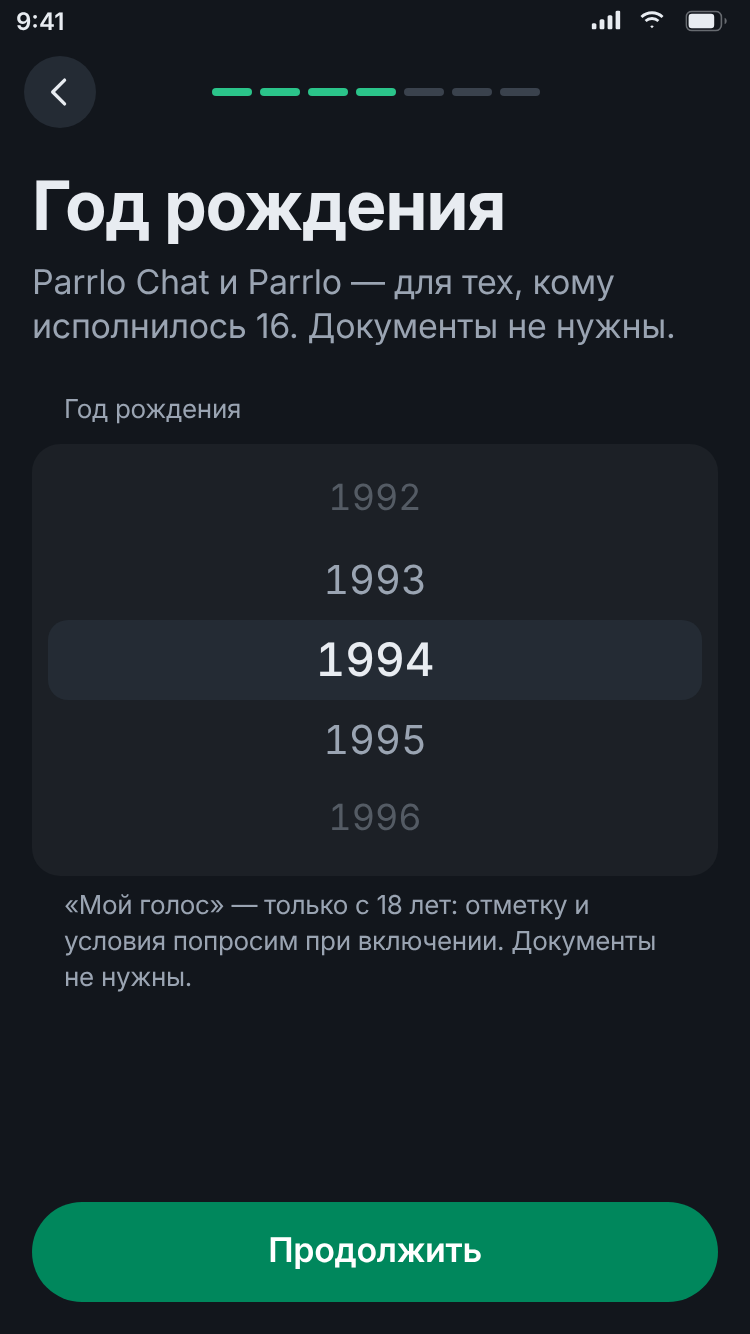 9:41
Год рождения
Parrlo Chat и Parrlo — для тех, кому
исполнилось 16. Документы не нужны.
Год рождения
1992
1993
1994
1995
1996
«Мой голос» — только с 18 лет: отметку и
условия попросим при включении. Документы
не нужны.
Продолжить